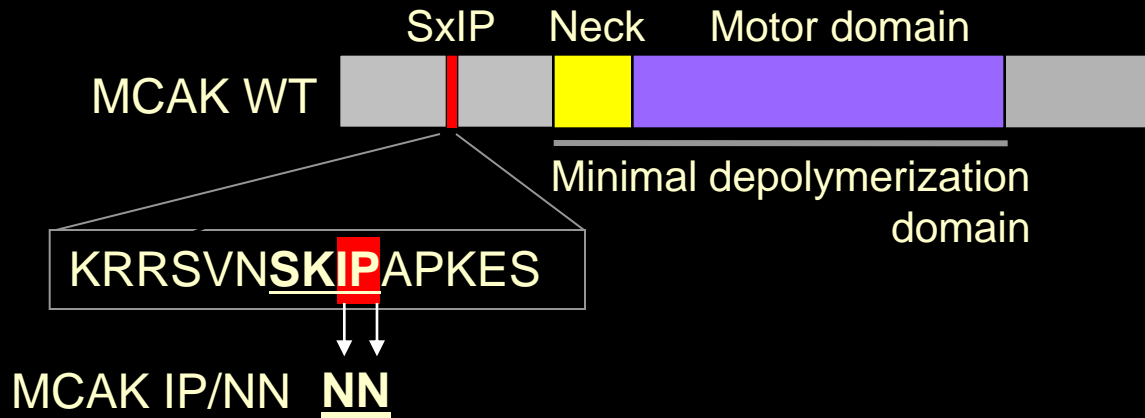 SxIP Neck Motor domain
MCAK WT
Minimal depolymerization
domain
KRRSVNSKIPAPKES
MCAK IP/NN NN